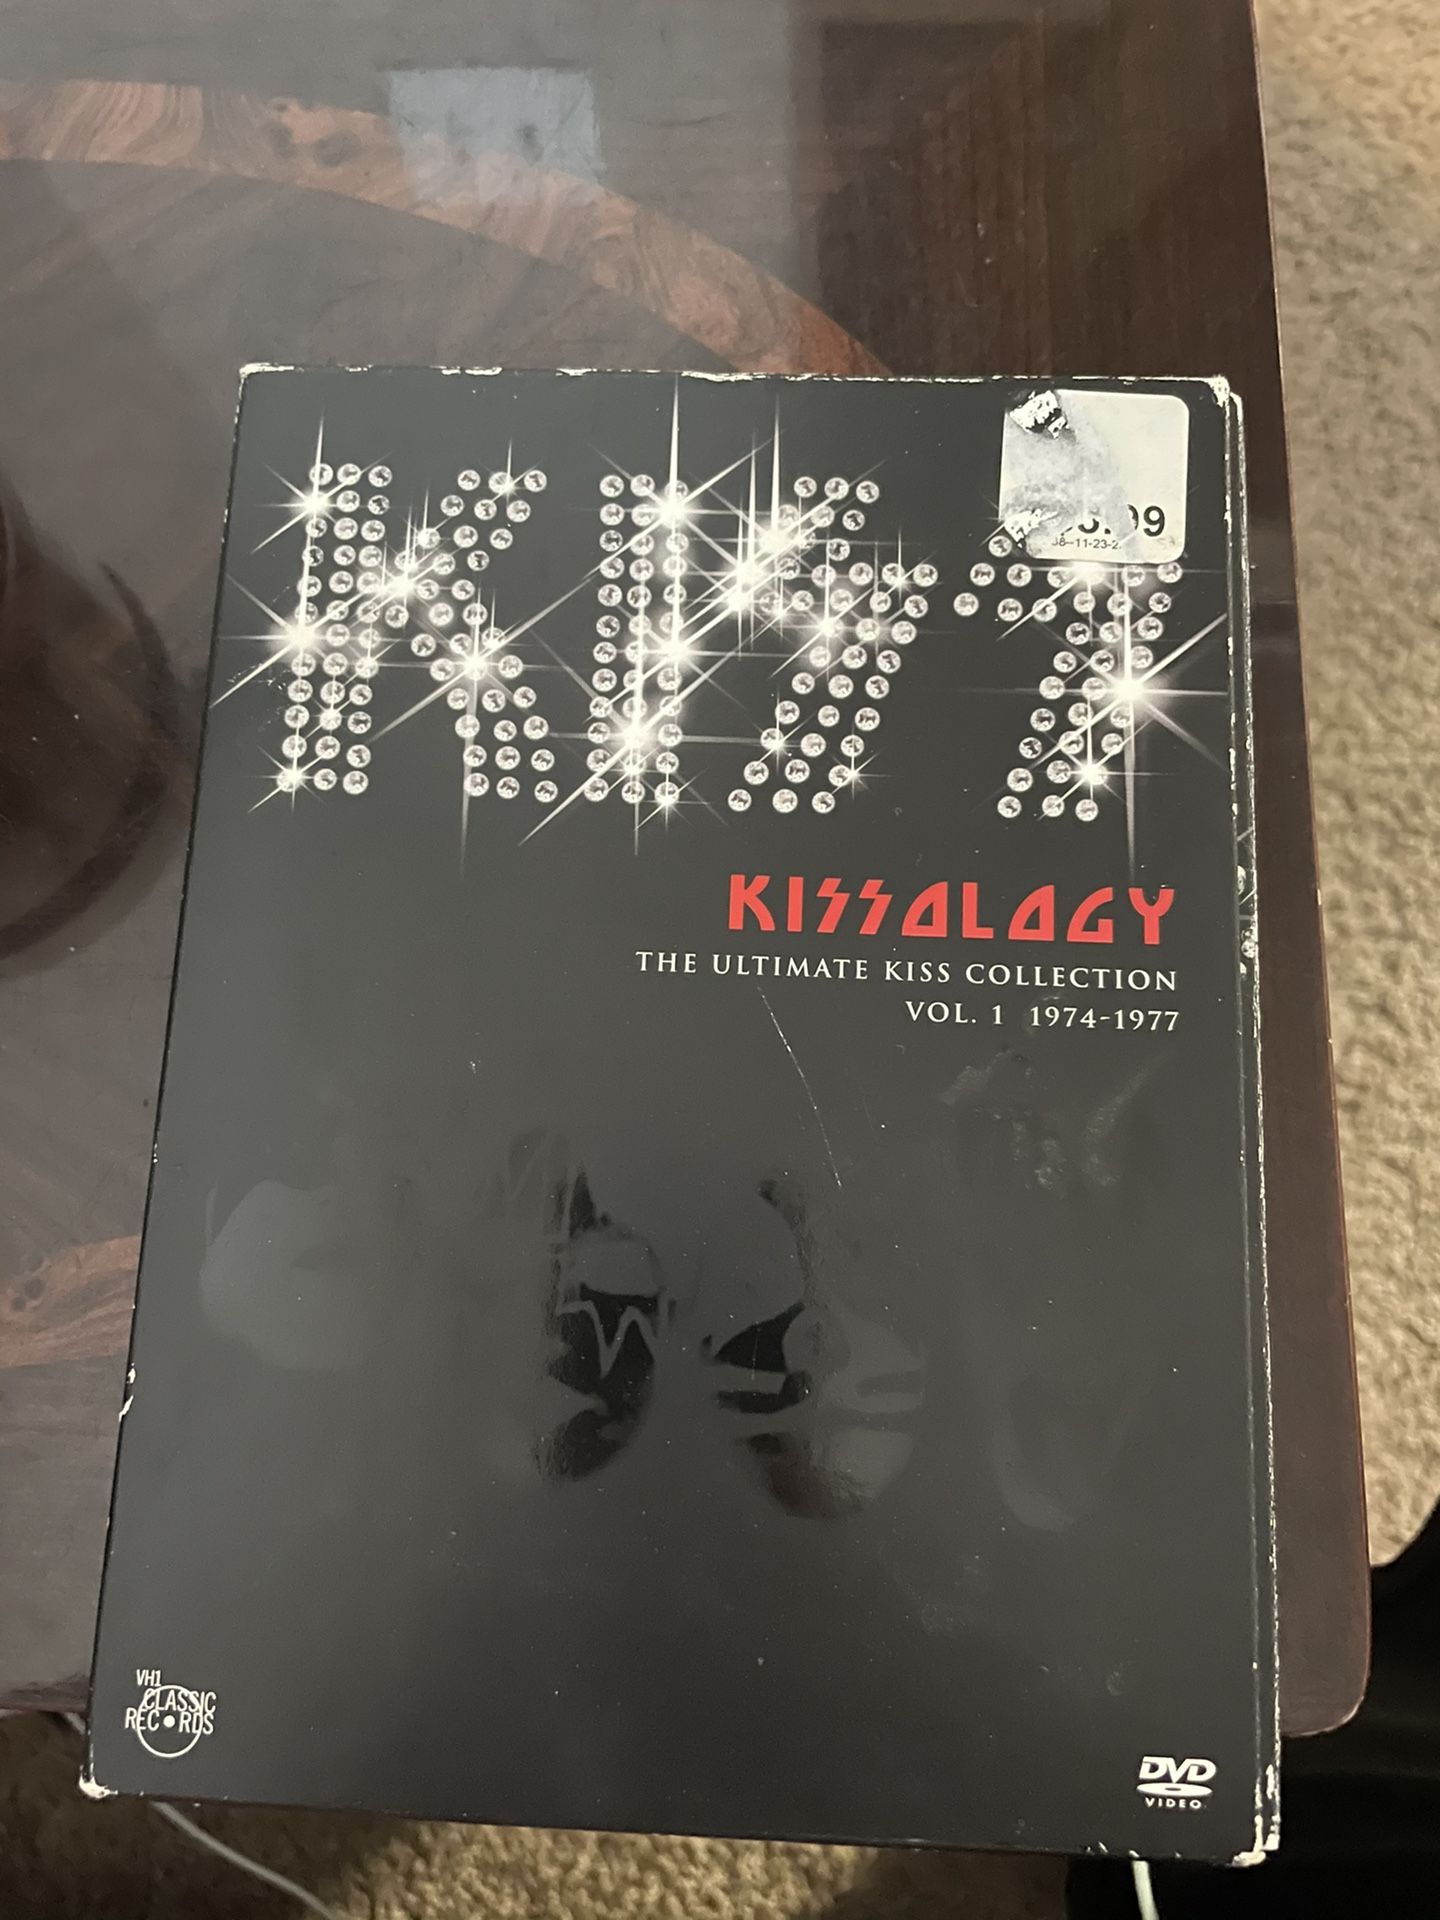 KISS
KISSOLOGY
THE ULTIMATE KISS COLLECTION
VOL. 1 1974-1977
VH1
CLASSIC
RECORDS
DVD
VIDEO